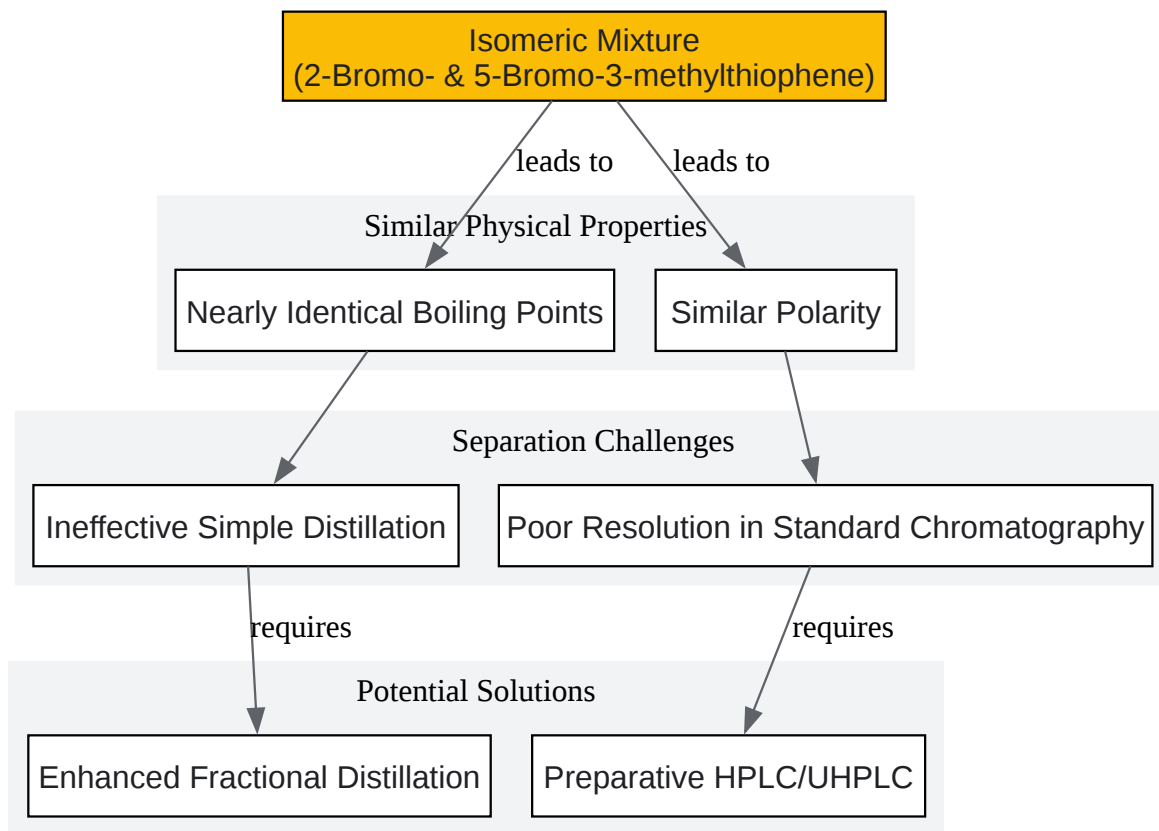 Isomeric Mixture
(2-Bromo- & 5-Bromo-3-methylthiophene)
leads to
leads to
Similar Physical Properties
Nearly Identical Boiling Points
Similar Polarity
Separation Challenges
Ineffective Simple Distillation
Poor Resolution in Standard Chromatography
requires
requires
Potential Solutions
Enhanced Fractional Distillation
Preparative HPLC/UHPLC